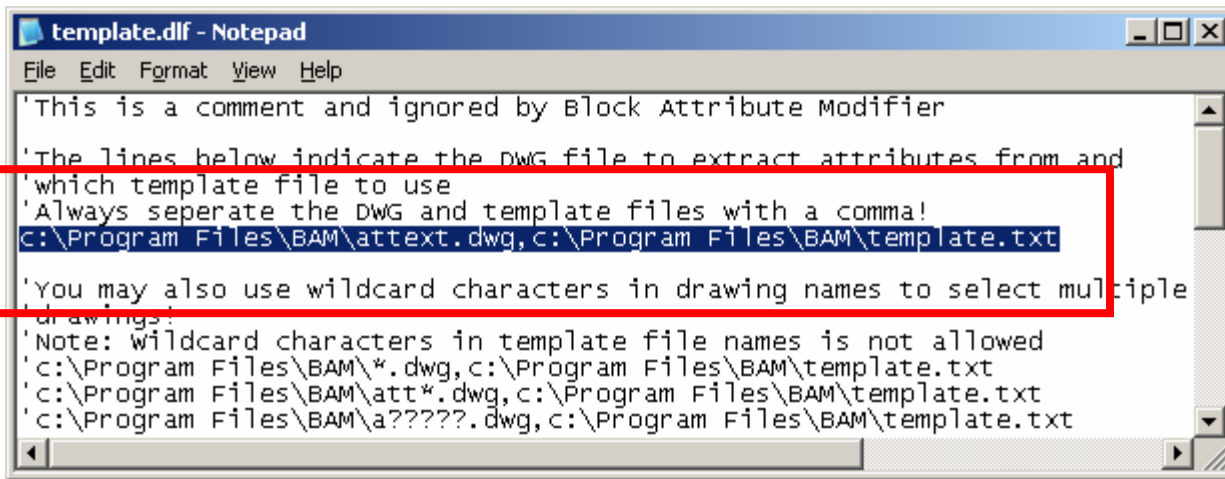 template.dlf - Notepad
File Edit Format View Help
'This is a comment and ignored by Block Attribute Modifier
'The lines below indicate the DWG file to extract attributes from and
'which template file to use
'Always seperate the DWG and template files with a comma!
c:\Program Files\BAM\attext.dwg,c:\Program Files\BAM\template.txt
'You may also use wildcard characters in drawing names to select multiple
'drawings!
'Note: wildcard characters in template file names is not allowed
'c:\Program Files\BAM\*.dwg,c:\Program Files\BAM\template.txt
'c:\Program Files\BAM\att*.dwg,c:\Program Files\BAM\template.txt
'c:\Program Files\BAM\a?????.dwg,c:\Program Files\BAM\template.txt